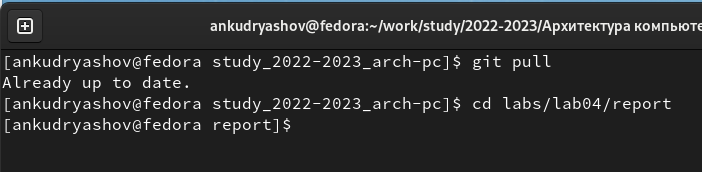 ankudryashov@fedora:~/work/study/2022-2023/Архитектура компьюте
[ankudryashov@fedora study_2022-2023_arch-pc]$ git pull
Already up to date.
[ankudryashov@fedora study_2022-2023_arch-pc]$ cd labs/lab04/report
[ankudryashov@fedora report]$